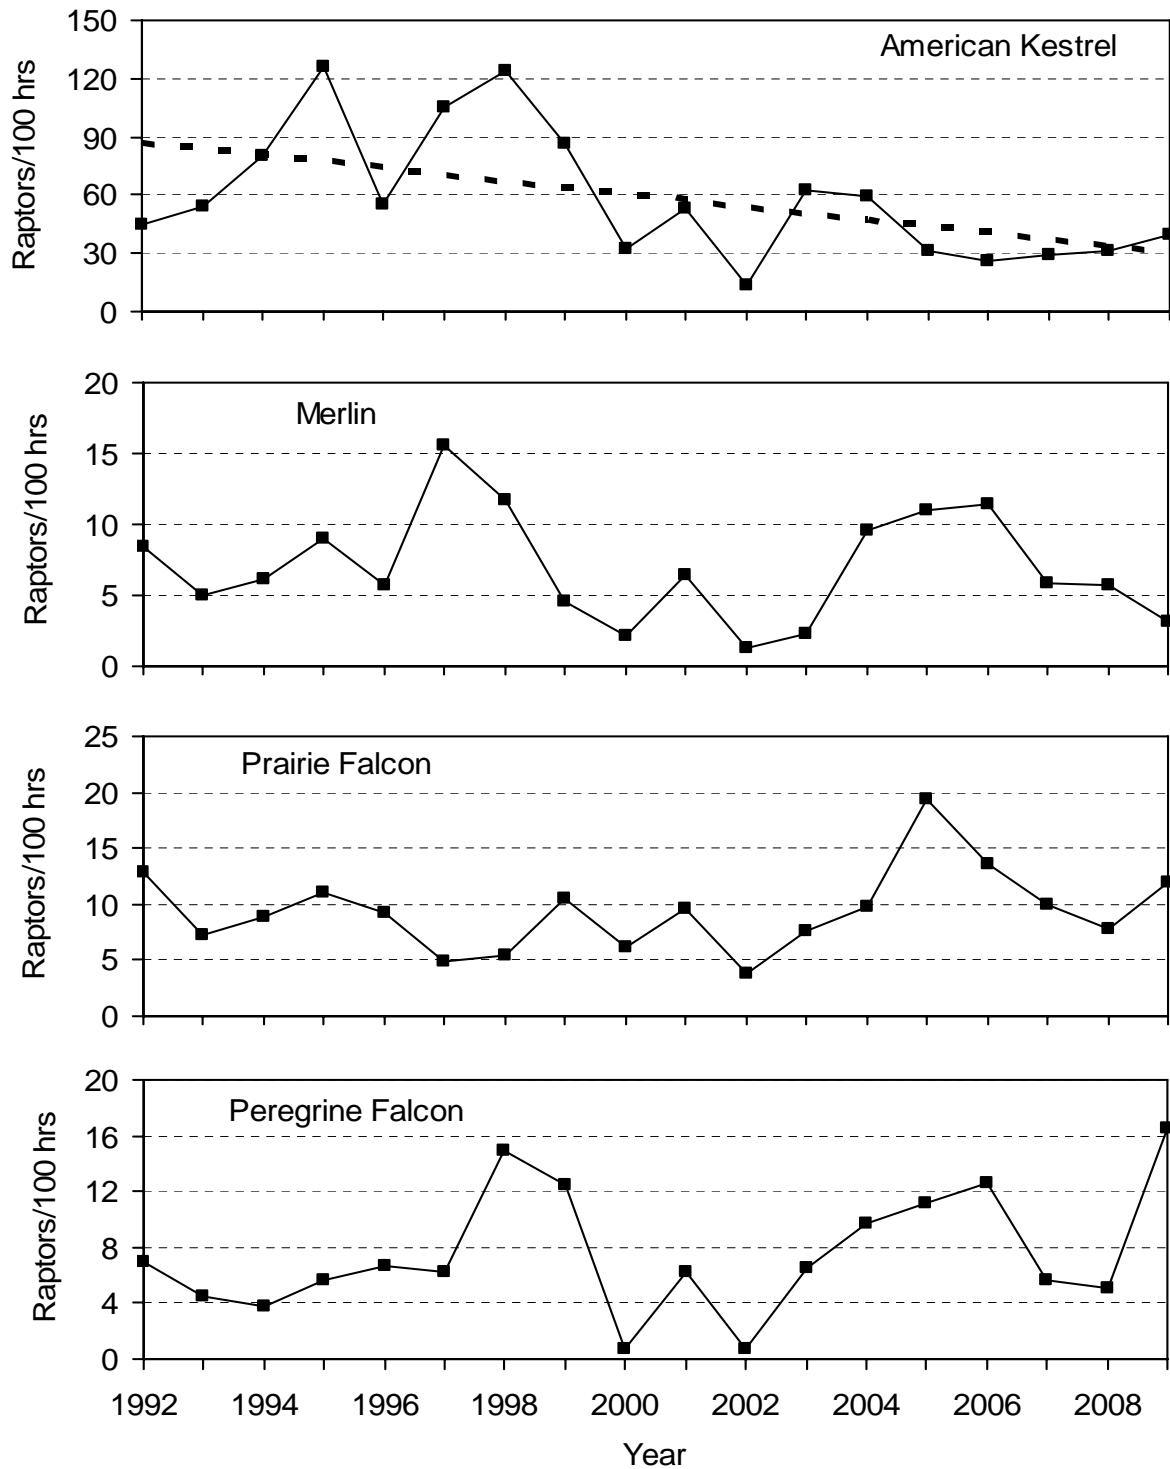 American Kestrel
Raptors/100 hrs
150
120
90
60
30
0
Merlin
Raptors/100 hrs
20
15
10
5
0
Prairie Falcon
Raptors/100 hrs
25
20
15
10
5
0
Peregrine Falcon
Raptors/100 hrs
20
16
12
8
4
0
1992 1994 1996 1998 2000 2002 2004 2006 2008
Year